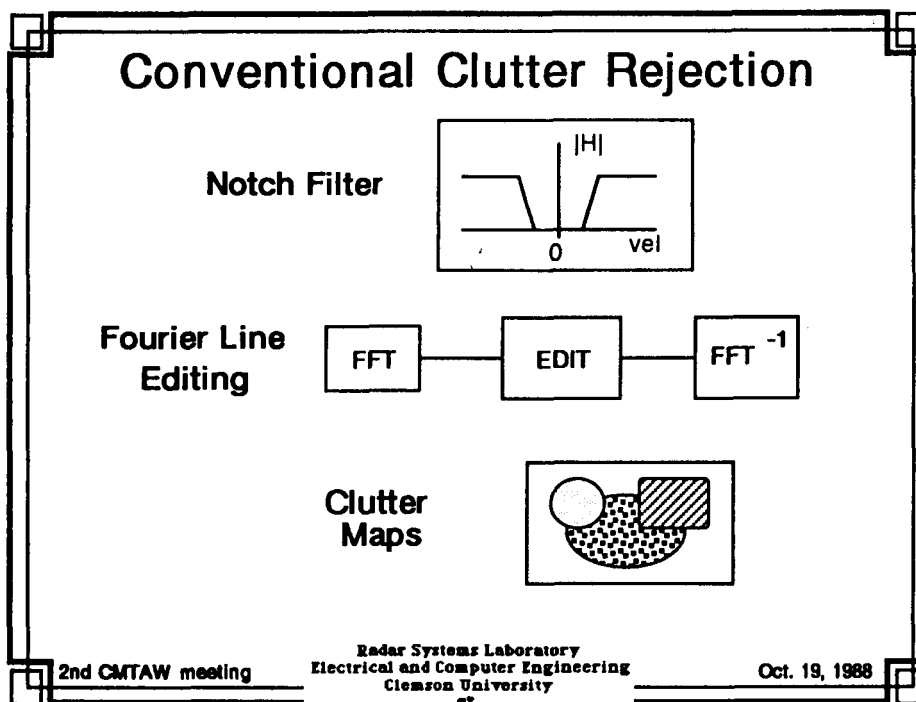 Conventional Clutter Rejection
Notch Filter
|H|
0
vel
Fourier Line
Editing
FFT
EDIT
FFT -1
Clutter
Maps
2nd CMTAW meeting
Radar Systems Laboratory
Electrical and Computer Engineering
Clemson University
Oct. 19, 1988